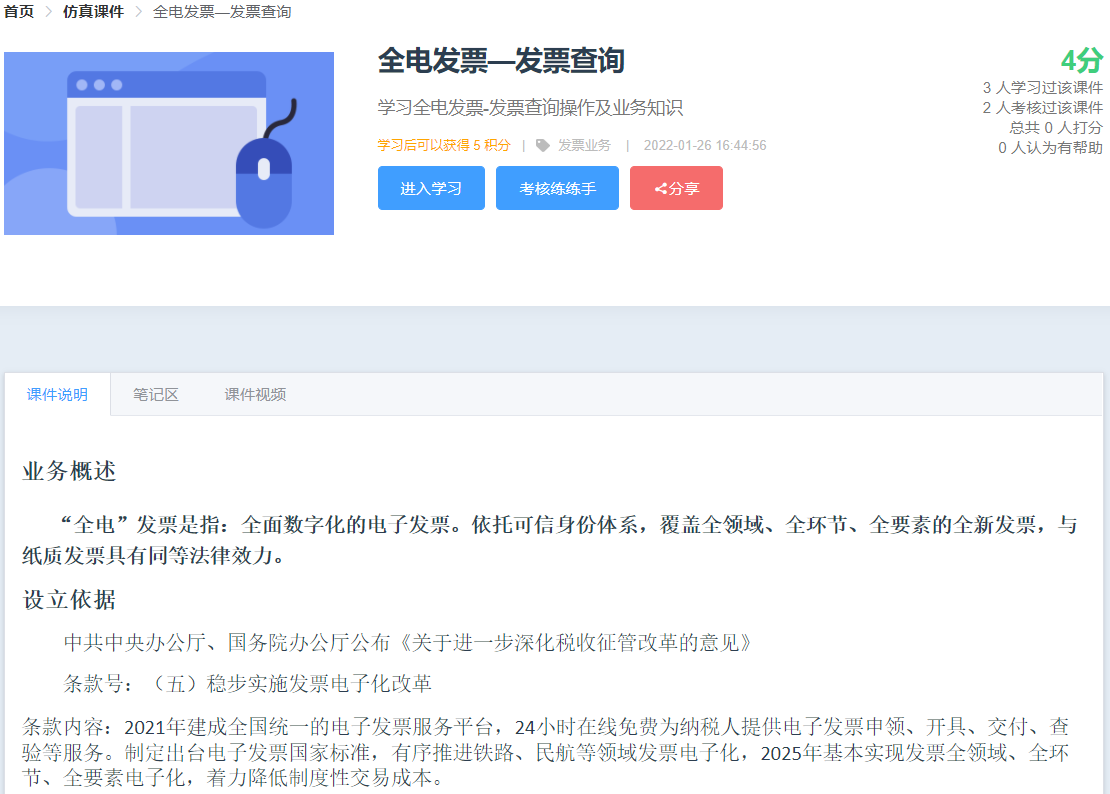 首页 > 仿真课件 > 全电发票—发票查询
全电发票—发票查询
学习全电发票-发票查询操作及业务知识
学习后可以获得 5 积分 | 发票业务 | 2022-01-26 16:44:56
进入学习 考核练练手 分享
4分
3 人学习过该课件
2 人考核过该课件
总共 0 人打分
0 人认为有帮助
课件说明 笔记区 课件视频
业务概述
“全电”发票是指：全面数字化的电子发票。依托可信身份体系，覆盖全领域、全环节、全要素的全新发票，与
纸质发票具有同等法律效力。
设立依据
中共中央办公厅、国务院办公厅公布《关于进一步深化税收征管改革的意见》
条款号：（五）稳步实施发票电子化改革
条款内容：2021年建成全国统一的电子发票服务平台，24小时在线免费为纳税人提供电子发票申领、开具、交付、查
验等服务。制定出台电子发票国家标准，有序推进铁路、民航等领域发票电子化，2025年基本实现发票全领域、全环
节、全要素电子化，着力降低制度性交易成本。